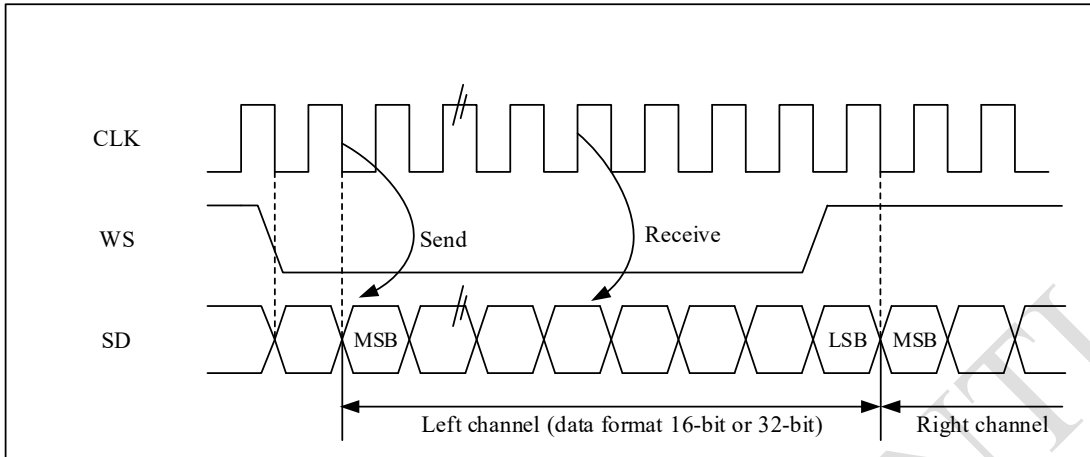 CLK
WS
Send
Receive
SD
MSB
LSB
MSB
Left channel (data format 16-bit or 32-bit)
Right channel